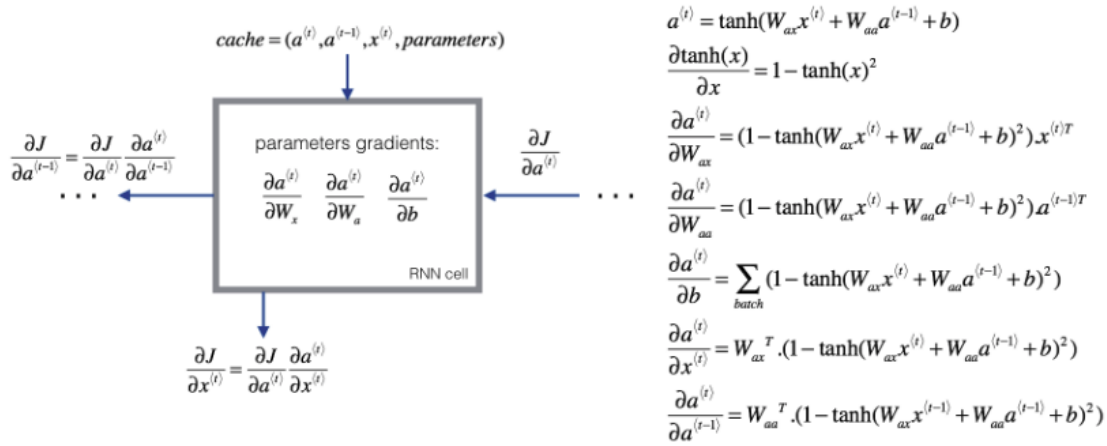 cache = (a⟨t⟩, a⟨t-1⟩, x⟨t⟩, parameters)
∂J/∂a⟨t-1⟩ = ∂J/∂a⟨t⟩ ∂a⟨t⟩/∂a⟨t-1⟩
. . .
parameters gradients:
∂a⟨t⟩/∂W_x ∂a⟨t⟩/∂W_a ∂a⟨t⟩/∂b
RNN cell
∂J/∂a⟨t⟩
. . .
∂J/∂x⟨t⟩ = ∂J/∂a⟨t⟩ ∂a⟨t⟩/∂x⟨t⟩
a⟨t⟩ = tanh(W_ax x⟨t⟩ + W_aa a⟨t-1⟩ + b)
∂tanh(x)/∂x = 1 − tanh(x)²
∂a⟨t⟩/∂W_ax = (1 − tanh(W_ax x⟨t⟩ + W_aa a⟨t-1⟩ + b)²).x⟨t⟩T
∂a⟨t⟩/∂W_aa = (1 − tanh(W_ax x⟨t⟩ + W_aa a⟨t-1⟩ + b)²).a⟨t-1⟩T
∂a⟨t⟩/∂b = ∑_batch (1 − tanh(W_ax x⟨t⟩ + W_aa a⟨t-1⟩ + b)²)
∂a⟨t⟩/∂x⟨t⟩ = W_ax^T .(1 − tanh(W_ax x⟨t⟩ + W_aa a⟨t-1⟩ + b)²)
∂a⟨t⟩/∂a⟨t-1⟩ = W_aa^T .(1 − tanh(W_ax x⟨t-1⟩ + W_aa a⟨t-1⟩ + b)²)